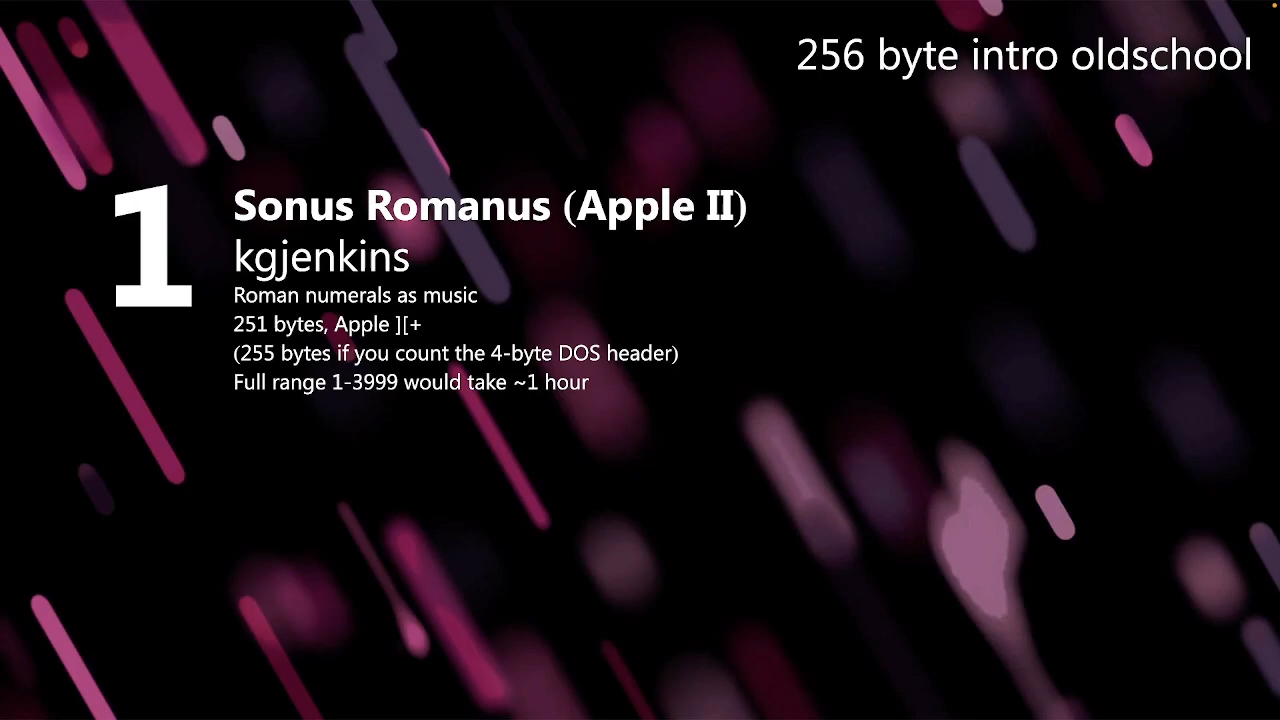 256 byte intro oldschool
1
Sonus Romanus (Apple II)
kgjenkins
Roman numerals as music
251 bytes, Apple ][+
(255 bytes if you count the 4-byte DOS header)
Full range 1-3999 would take ~1 hour